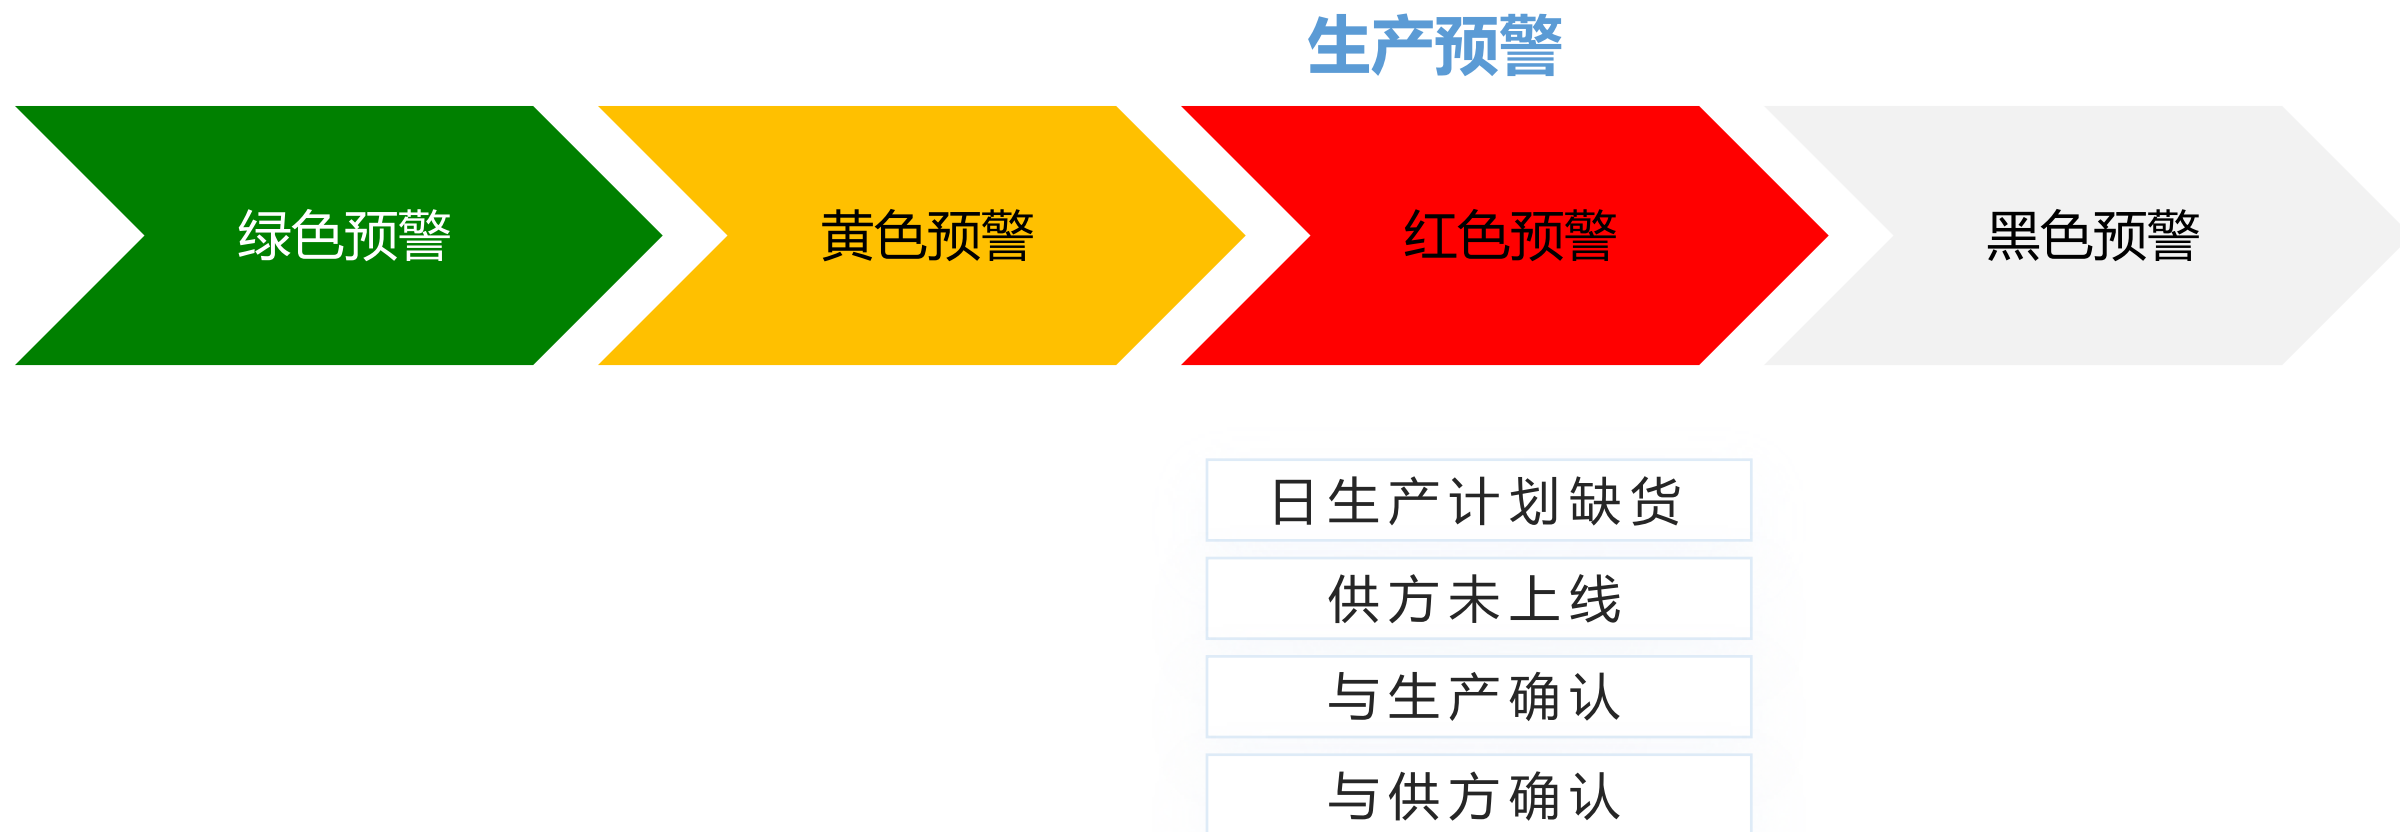 生产预警
绿色预警 黄色预警 红色预警 黑色预警
日生产计划缺货
供方未上线
与生产确认
与供方确认